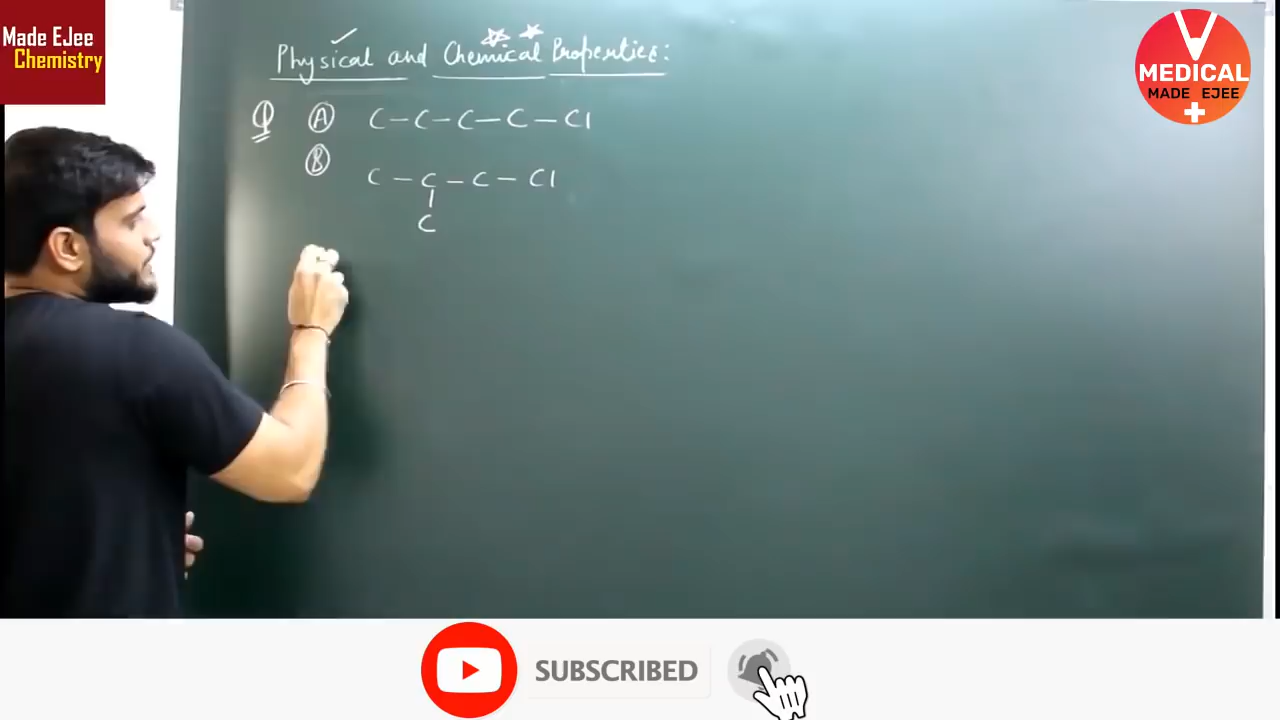 Made EJee
Chemistry
Physical and Chemical Properties:
Q A C-C-C-C-Cl
B
C-C-C-Cl
C
MEDICAL
MADE EJEE
SUBSCRIBED